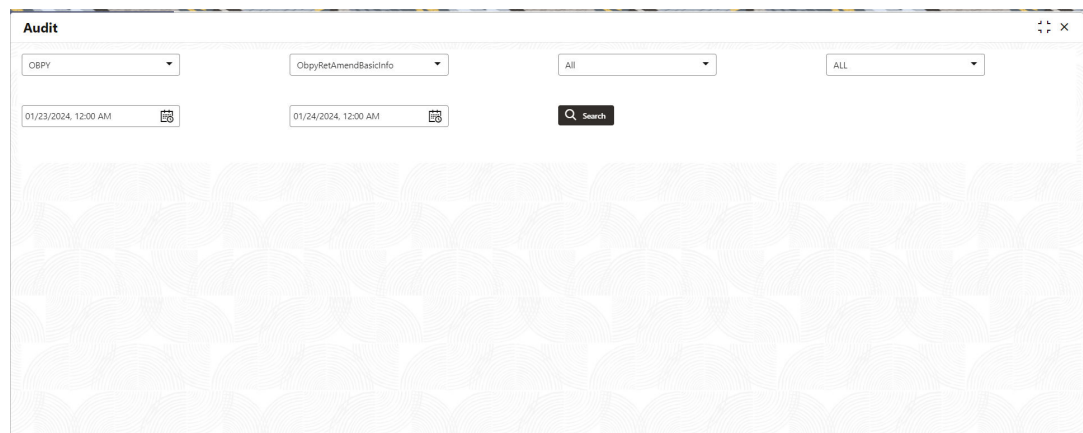 Audit
OBPY ObpyRetAmendBasicInfo All ALL
01/23/2024, 12:00 AM 01/24/2024, 12:00 AM Search